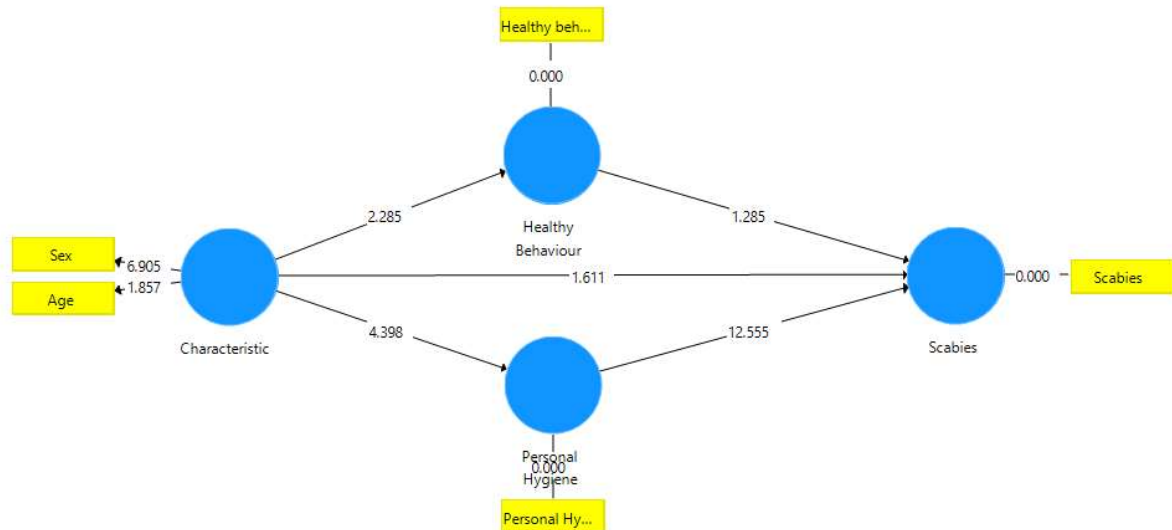 Healthy beh...
0.000
2.285
1.285
Healthy
Behaviour
Sex
6.905
1.857
Age
1.611
0.000
Scabies
Characteristic
4.398
12.555
Scabies
Personal
0.000
Hygiene
Personal Hy...